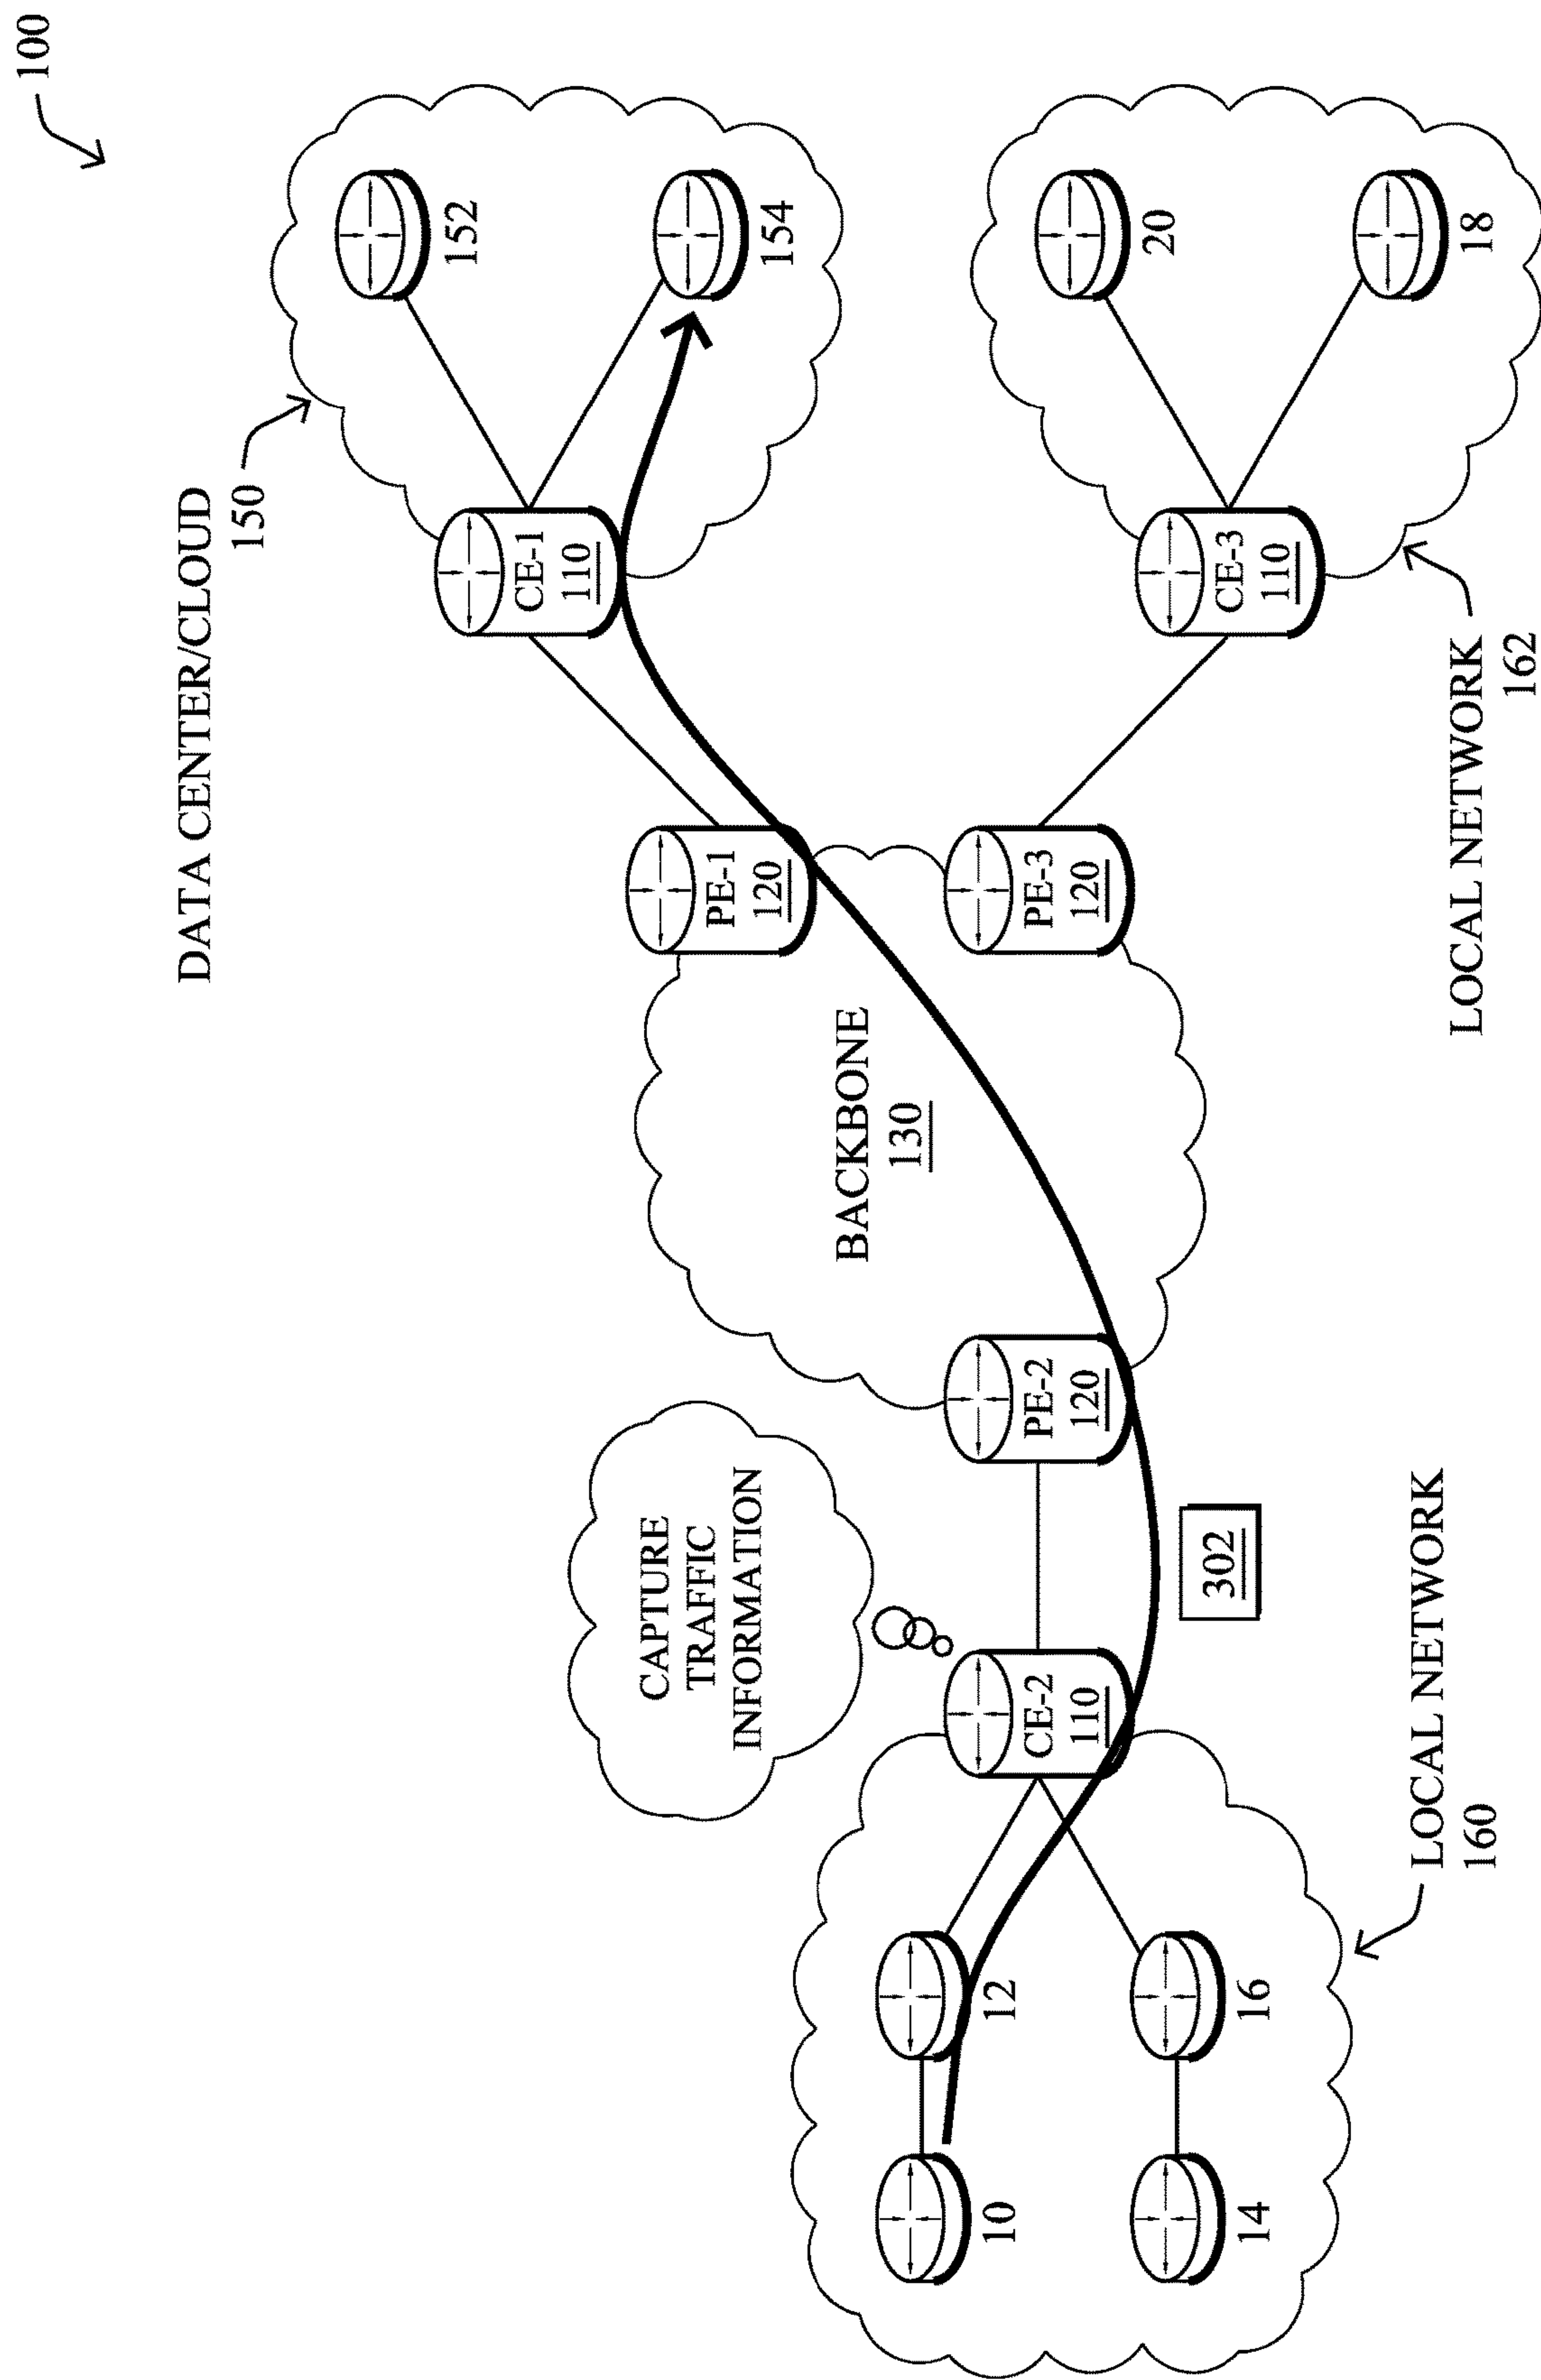 100
DATA CENTER/CLOUD
150
152
154
CE-1
110
PE-1
120
BACKBONE
130
CAPTURE
TRAFFIC
INFORMATION
PE-2
120
PE-3
120
CE-3
110
20
18
LOCAL NETWORK
162
CE-2
110
302
10
12
14
16
LOCAL NETWORK
160